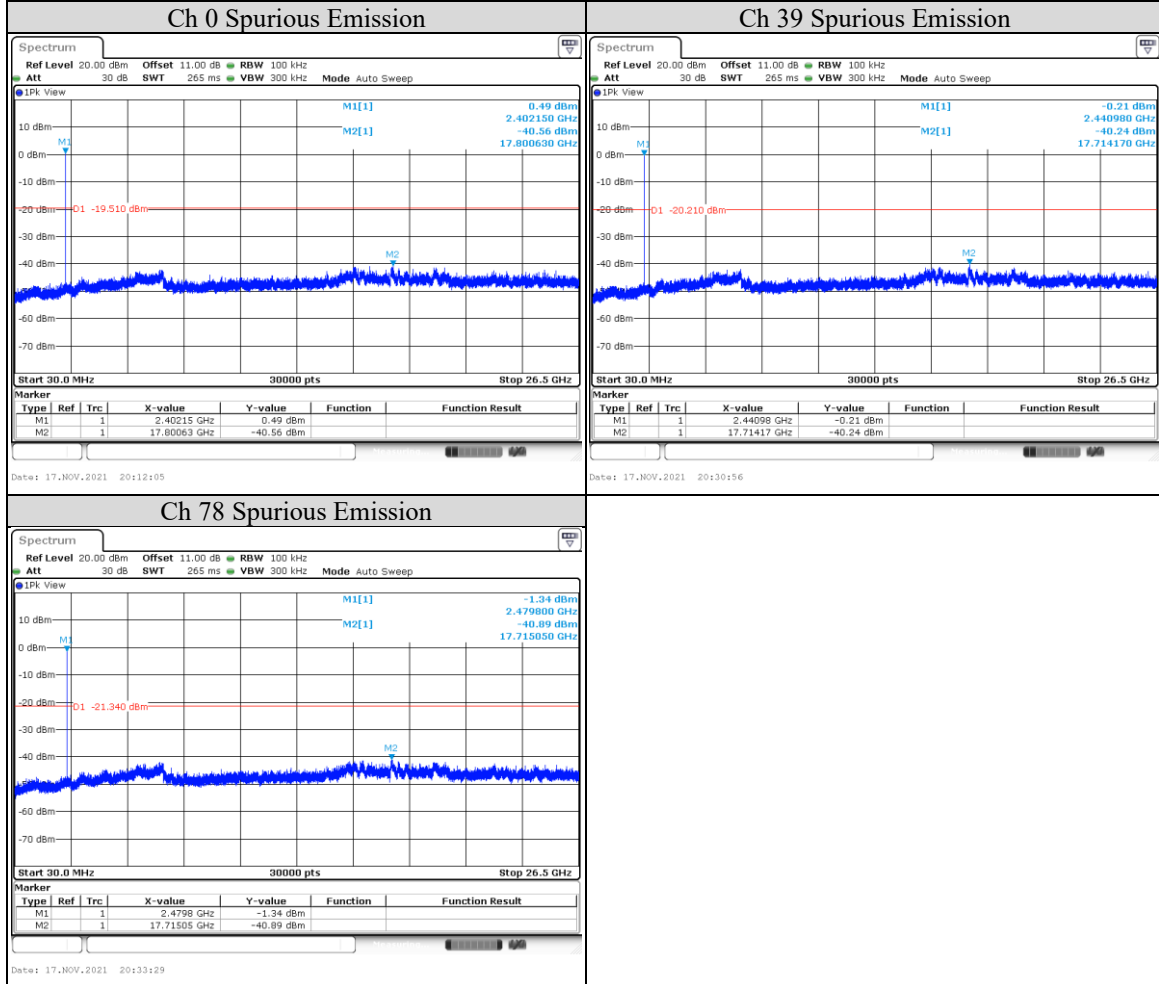 Ch 0 Spurious Emission
Spectrum
Ref Level 20.00 dBm Offset 11.00 dB RBW 100 kHz
Att 30 dB SWT 265 ms VBW 300 kHz Mode Auto Sweep
1Pk View
M1[1] 0.49 dBm
2.402150 GHz
M2[1] -40.56 dBm
17.800630 GHz
10 dBm
M1
0 dBm
-10 dBm
-20 dBm
D1 -19.510 dBm
-30 dBm
M2
-40 dBm
-60 dBm
-70 dBm
Start 30.0 MHz 30000 pts Stop 26.5 GHz
Marker
Type Ref Trc X-value Y-value Function Function Result
M1 1 2.40215 GHz 0.49 dBm
M2 1 17.80063 GHz -40.56 dBm
Date: 17.NOV.2021 20:12:05
Ch 39 Spurious Emission
Spectrum
Ref Level 20.00 dBm Offset 11.00 dB RBW 100 kHz
Att 30 dB SWT 265 ms VBW 300 kHz Mode Auto Sweep
1Pk View
M1[1] -0.21 dBm
2.440980 GHz
M2[1] -40.24 dBm
17.714170 GHz
10 dBm
M1
0 dBm
-10 dBm
-20 dBm
D1 -20.210 dBm
-30 dBm
M2
-40 dBm
-60 dBm
-70 dBm
Start 30.0 MHz 30000 pts Stop 26.5 GHz
Marker
Type Ref Trc X-value Y-value Function Function Result
M1 1 2.44098 GHz -0.21 dBm
M2 1 17.71417 GHz -40.24 dBm
Date: 17.NOV.2021 20:30:56
Ch 78 Spurious Emission
Spectrum
Ref Level 20.00 dBm Offset 11.00 dB RBW 100 kHz
Att 30 dB SWT 265 ms VBW 300 kHz Mode Auto Sweep
1Pk View
M1[1] -1.34 dBm
2.479800 GHz
M2[1] -40.89 dBm
17.715050 GHz
10 dBm
M1
0 dBm
-10 dBm
-20 dBm
D1 -21.340 dBm
-30 dBm
M2
-40 dBm
-60 dBm
-70 dBm
Start 30.0 MHz 30000 pts Stop 26.5 GHz
Marker
Type Ref Trc X-value Y-value Function Function Result
M1 1 2.4798 GHz -1.34 dBm
M2 1 17.71505 GHz -40.89 dBm
Date: 17.NOV.2021 20:33:29